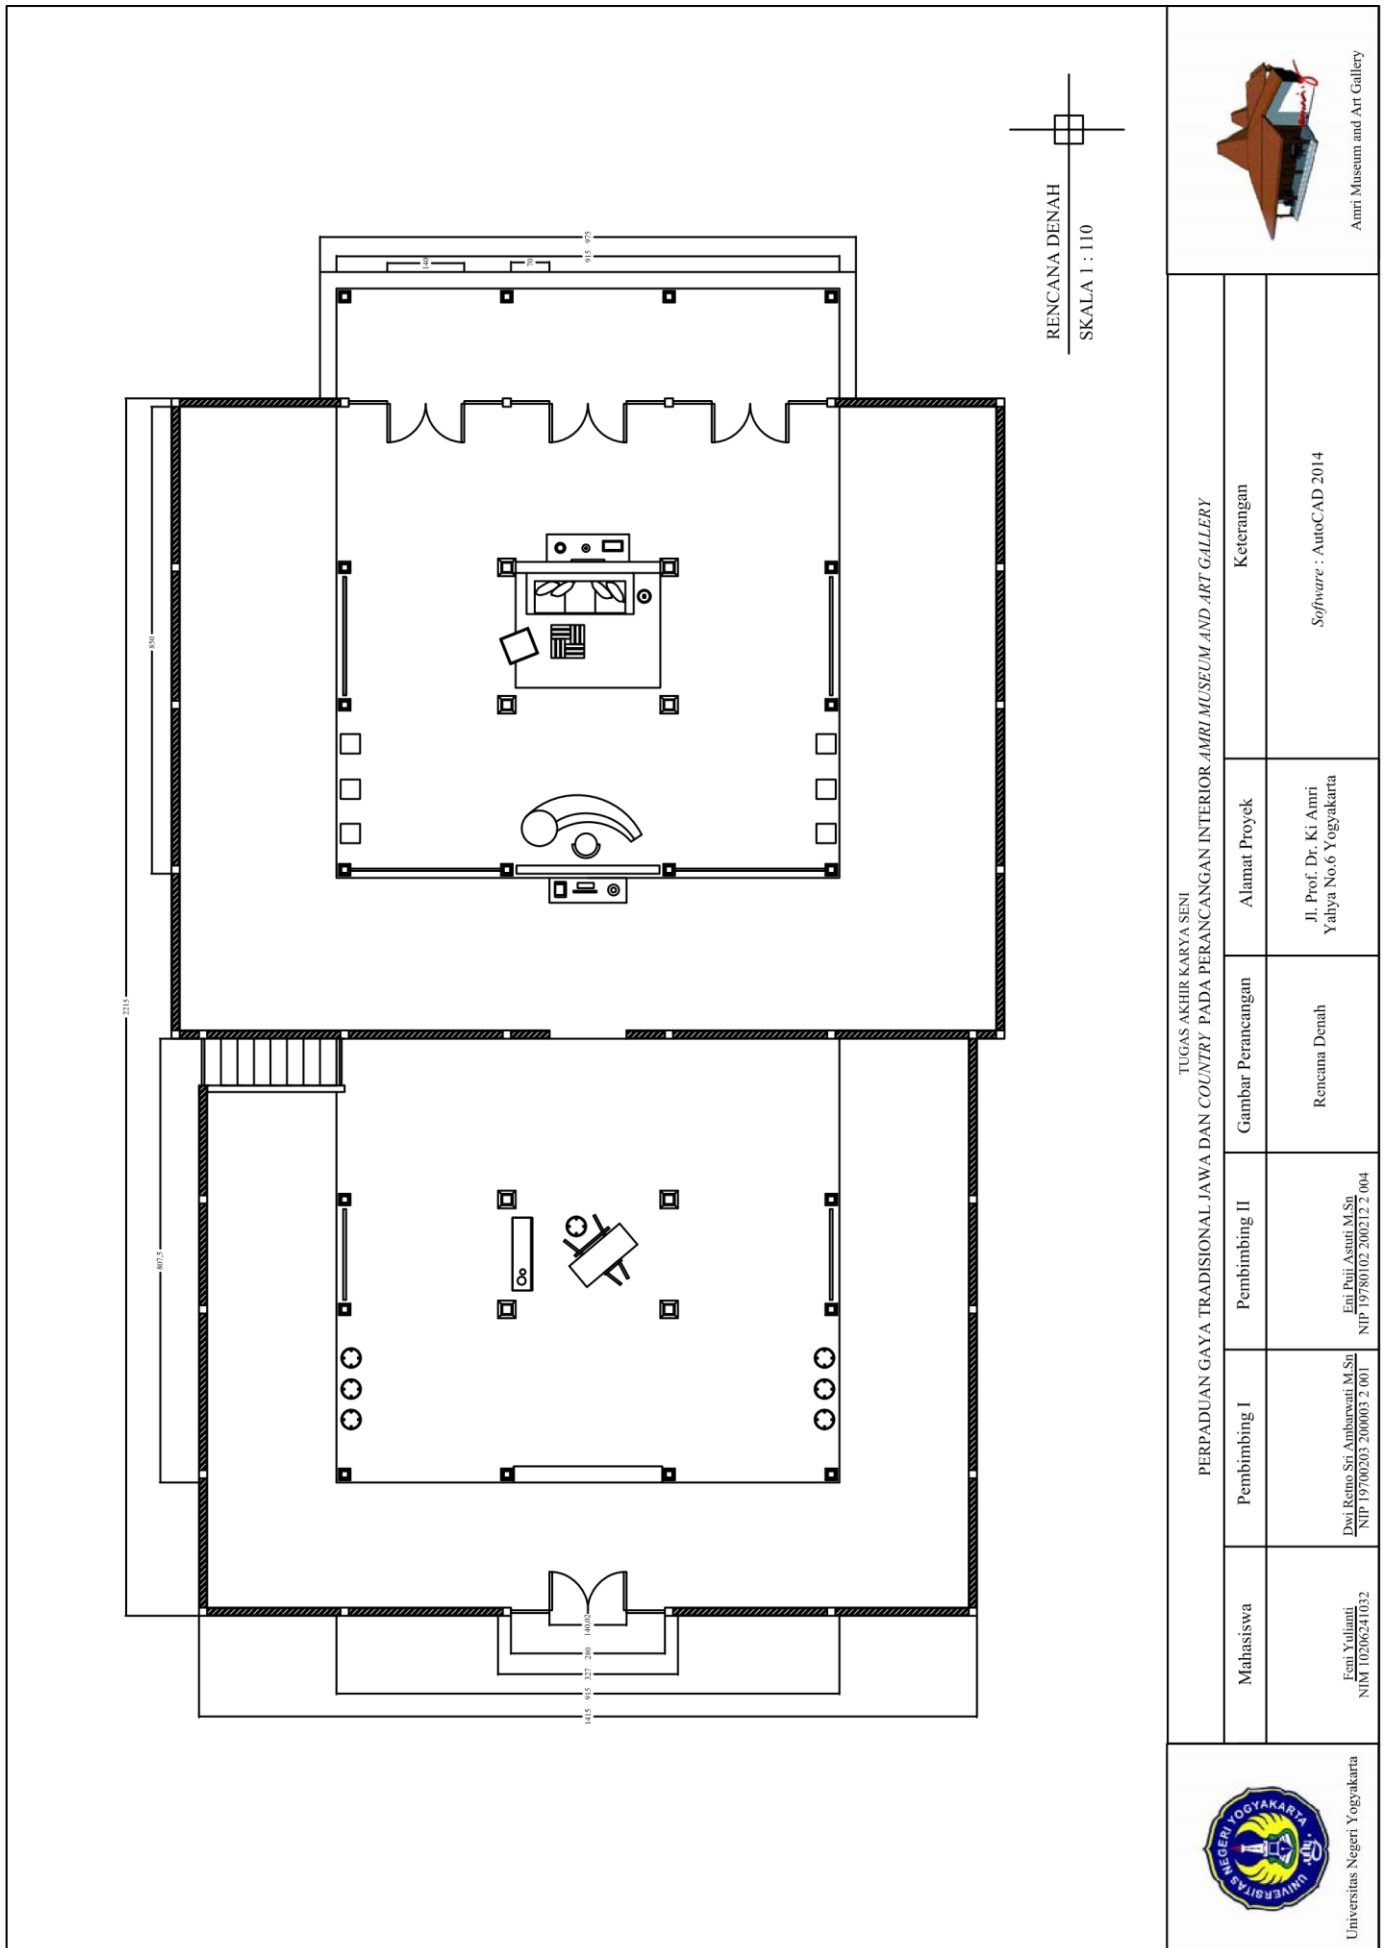 RENCANA DENAH
SKALA 1 : 110
975
915
140
70
850
2215
807,5
140,02
280
327
915
1415
UNIVERSITAS NEGERI YOGYAKARTA
Universitas Negeri Yogyakarta
TUGAS AKHIR KARYA SENI
PERPADUAN GAYA TRADISIONAL JAWA DAN COUNTRY PADA PERANCANGAN INTERIOR AMRI MUSEUM AND ART GALLERY
Mahasiswa
Feni Yulianti
NIM 10206241032
Pembimbing I
Dwi Retno Sri Ambarwati M.Sn
NIP 19700203 200003 2 001
Pembimbing II
Eni Puji Astuti M.Sn
NIP 19780102 200212 2 004
Gambar Perancangan
Rencana Denah
Alamat Proyek
Jl. Prof. Dr. Ki Amri
Yahya No.6 Yogyakarta
Keterangan
Software : AutoCAD 2014
Amri Museum and Art Gallery